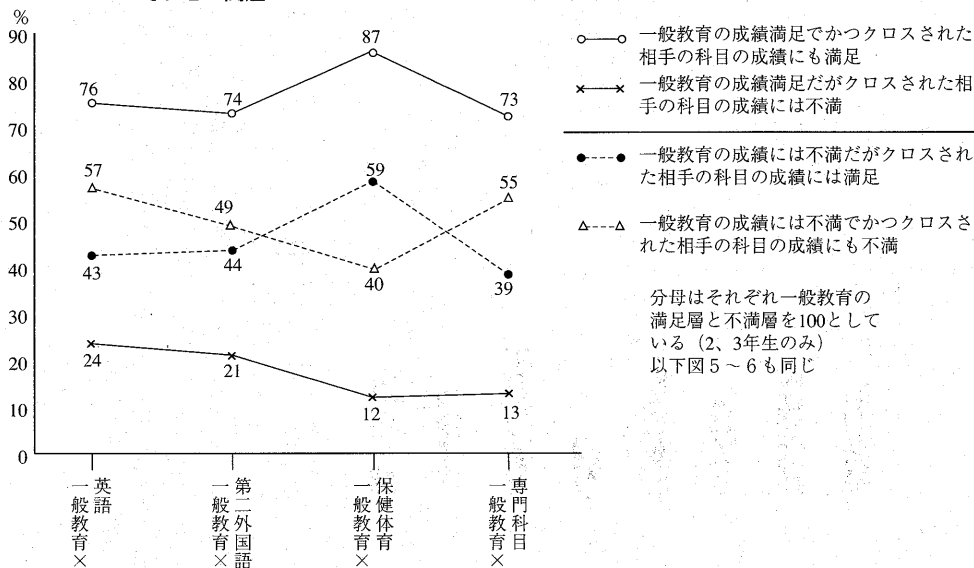 %
90
80
70
60
50
40
30
20
10
0
76
74
87
73
57
49
59
55
43
44
40
39
24
21
12
13
一般教育の成績満足でかつクロスされた
相手の科目の成績にも満足
一般教育の成績満足だがクロスされた相
手の科目の成績には不満
一般教育の成績には不満だがクロスされ
た相手の科目の成績には満足
一般教育の成績には不満でかつクロスさ
れた相手の科目の成績にも不満
分母はそれぞれ一般教育の
満足層と不満層を100として
いる(2、3年生のみ)
以下図5~6も同じ
英語
一般教育×
第二外国語
一般教育×
保健体育
一般教育×
専門科目
一般教育×